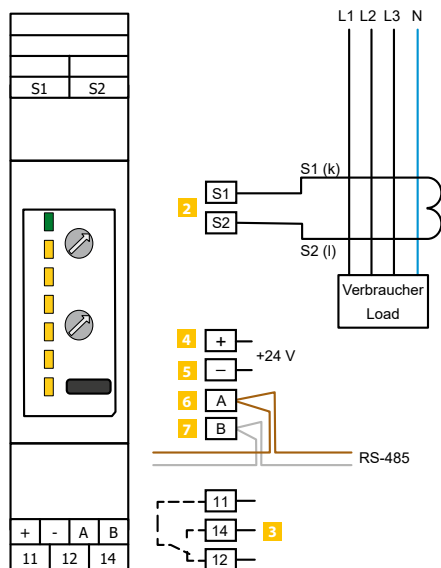 L1 L2 L3 N
S1 S2
S1 (k)
2 S1
S2
S2 (l)
Verbraucher
Load
4 +
+24 V
5 –
6 A
7 B
RS-485
11
14 3
12
+ - A B
11 12 14